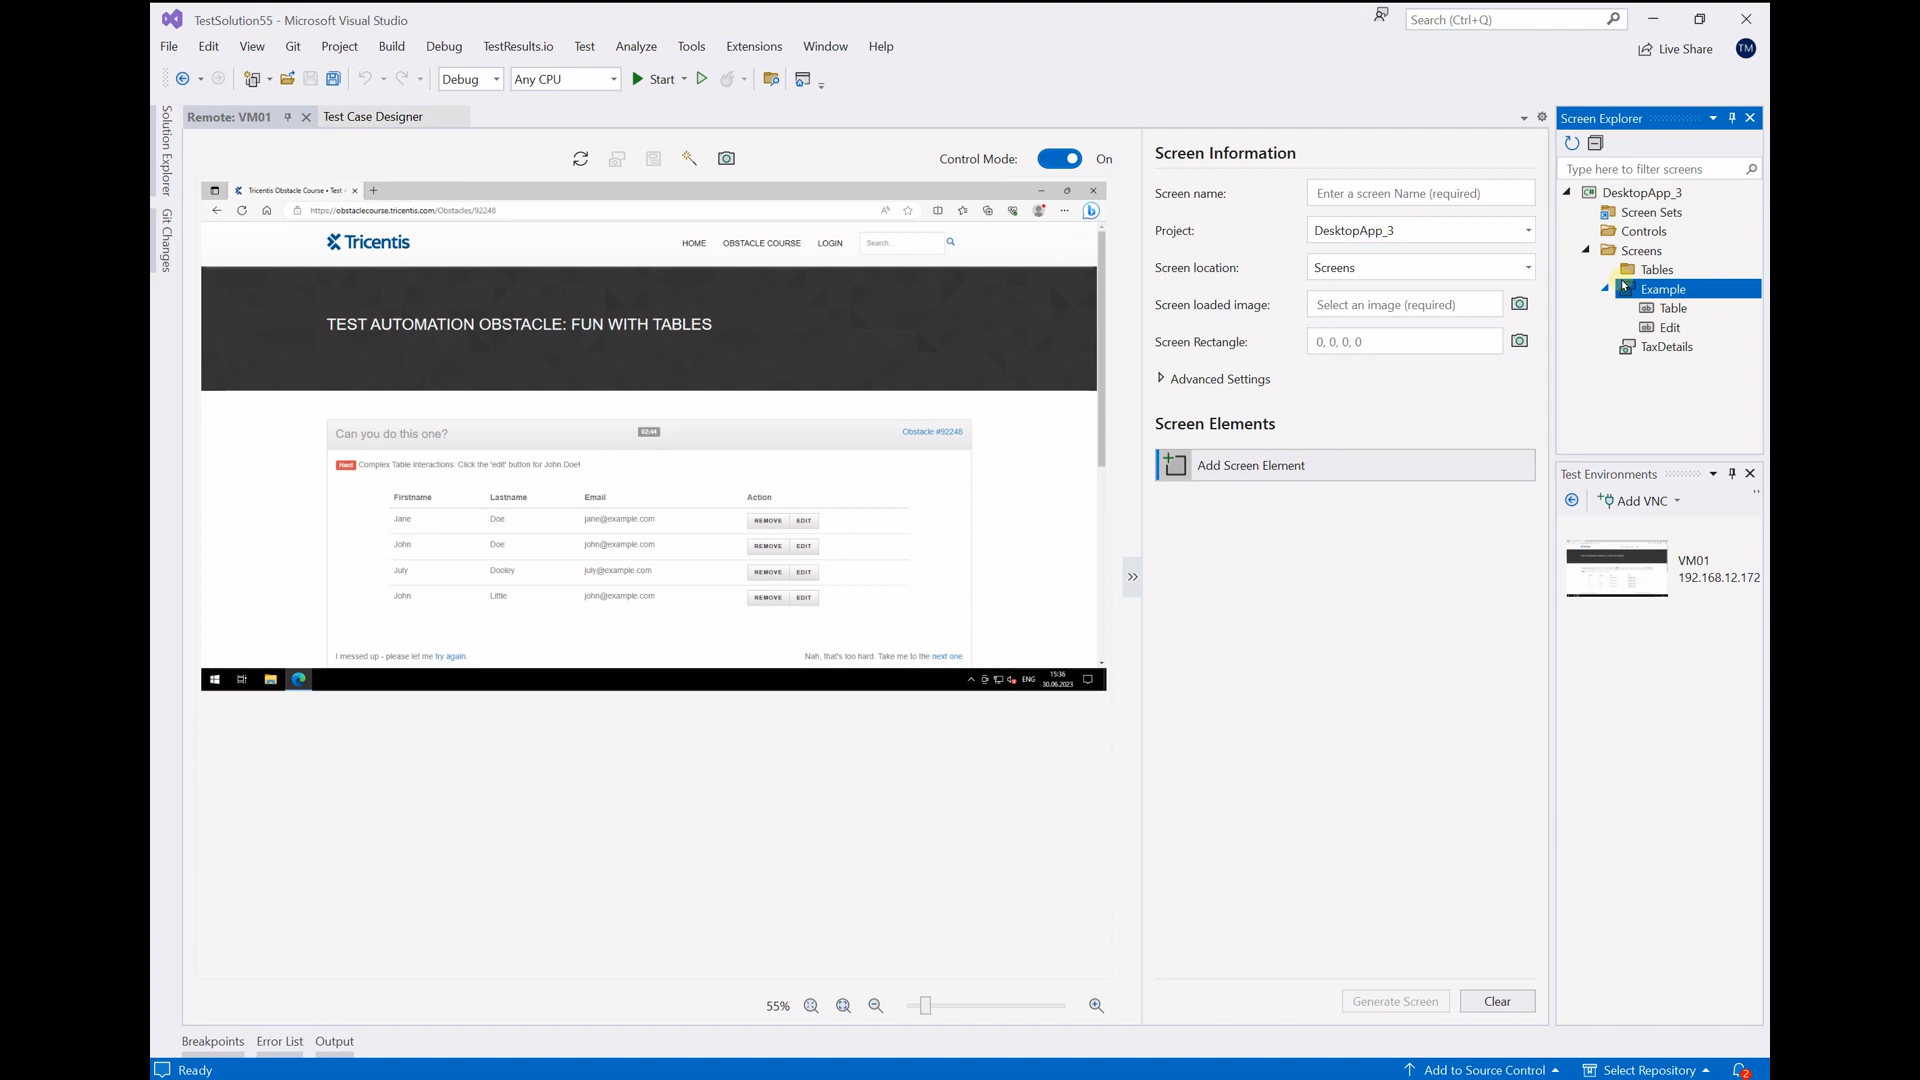 TestSolution55 - Microsoft Visual Studio
Search (Ctrl+Q)
File Edit View Git Project Build Debug TestResults.io Test Analyze Tools Extensions Window Help
Live Share TM
Debug Any CPU Start
Solution Explorer
Git Changes
Remote: VM01 Test Case Designer
Control Mode: On
Tricentis Obstacle Course • Test
https://obstaclecourse.tricentis.com/Obstacles/92248
Tricentis HOME OBSTACLE COURSE LOGIN Search...
TEST AUTOMATION OBSTACLE: FUN WITH TABLES
Can you do this one? 02:44 Obstacle #92248
Hard Complex Table interactions: Click the 'edit' button for John Doe!
Firstname Lastname Email Action
Jane Doe jane@example.com REMOVE EDIT
John Doe john@example.com REMOVE EDIT
July Dooley july@example.com REMOVE EDIT
John Little john@example.com REMOVE EDIT
I messed up - please let me try again. Nah, that's too hard. Take me to the next one
ENG 15:36
30.06.2023
55%
Screen Information
Screen name: Enter a screen Name (required)
Project: DesktopApp_3
Screen location: Screens
Screen loaded image: Select an image (required)
Screen Rectangle: 0, 0, 0, 0
Advanced Settings
Screen Elements
Add Screen Element
Generate Screen Clear
Screen Explorer
Type here to filter screens
DesktopApp_3
Screen Sets
Controls
Screens
Tables
Example
Table
Edit
TaxDetails
Test Environments
Add VNC
VM01
192.168.12.172
Breakpoints Error List Output
Ready Add to Source Control Select Repository 2